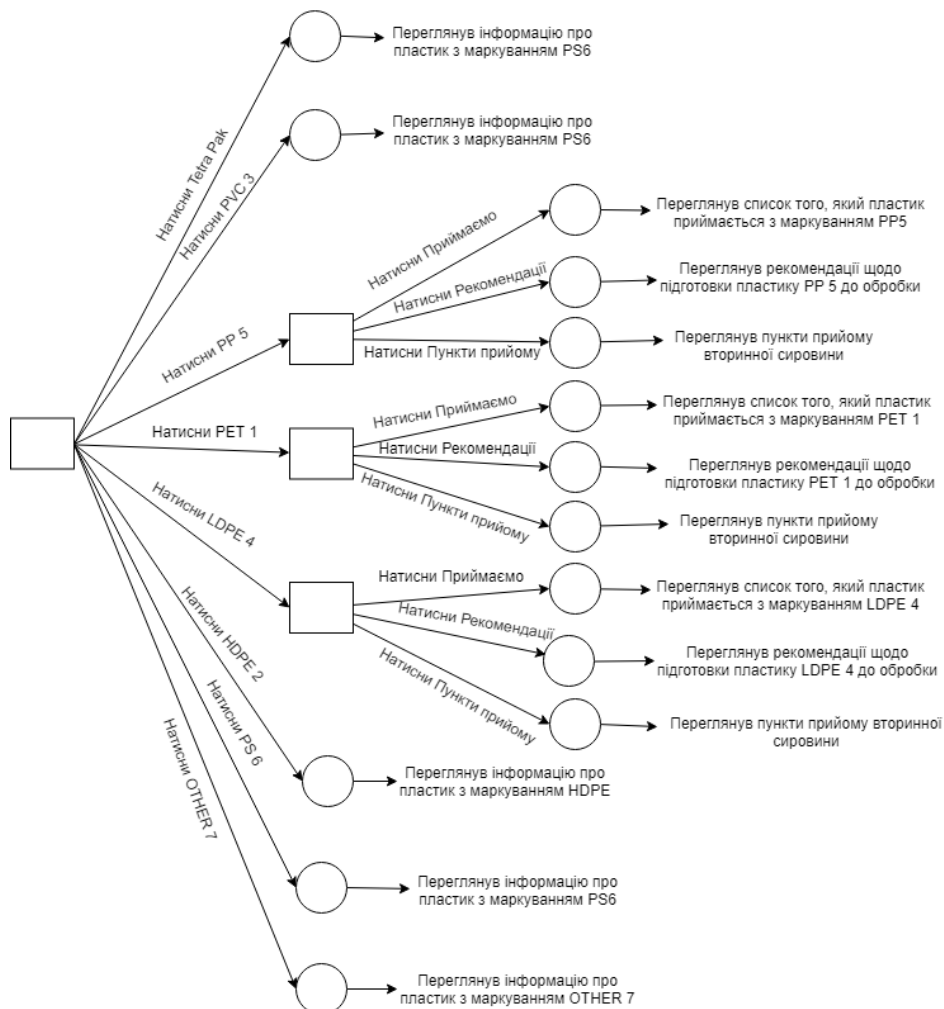 Натисни Tetra Pak
Переглянув інформацію про
пластик з маркуванням PS6
Натисни PVC 3
Переглянув інформацію про
пластик з маркуванням PS6
Натисни PP 5
Натисни Приймаємо
Переглянув список того, який пластик
приймається з маркуванням PP5
Натисни Рекомендації
Переглянув рекомендації щодо
підготовки пластику PP 5 до обробки
Натисни Пункти прийому
Переглянув пункти прийому
вторинної сировини
Натисни PET 1
Натисни Приймаємо
Переглянув список того, який пластик
приймається з маркуванням PET 1
Натисни Рекомендації
Переглянув рекомендації щодо
підготовки пластику PET 1 до обробки
Натисни Пункти прийому
Переглянув пункти прийому
вторинної сировини
Натисни LDPE 4
Натисни Приймаємо
Переглянув список того, який пластик
приймається з маркуванням LDPE 4
Натисни Рекомендації
Переглянув рекомендації щодо
підготовки пластику LDPE 4 до обробки
Натисни Пункти прийому
Переглянув пункти прийому вторинної
сировини
Натисни HDPE 2
Переглянув інформацію про
пластик з маркуванням HDPE
Натисни PS 6
Переглянув інформацію про
пластик з маркуванням PS6
Натисни OTHER 7
Переглянув інформацію про
пластик з маркуванням OTHER 7